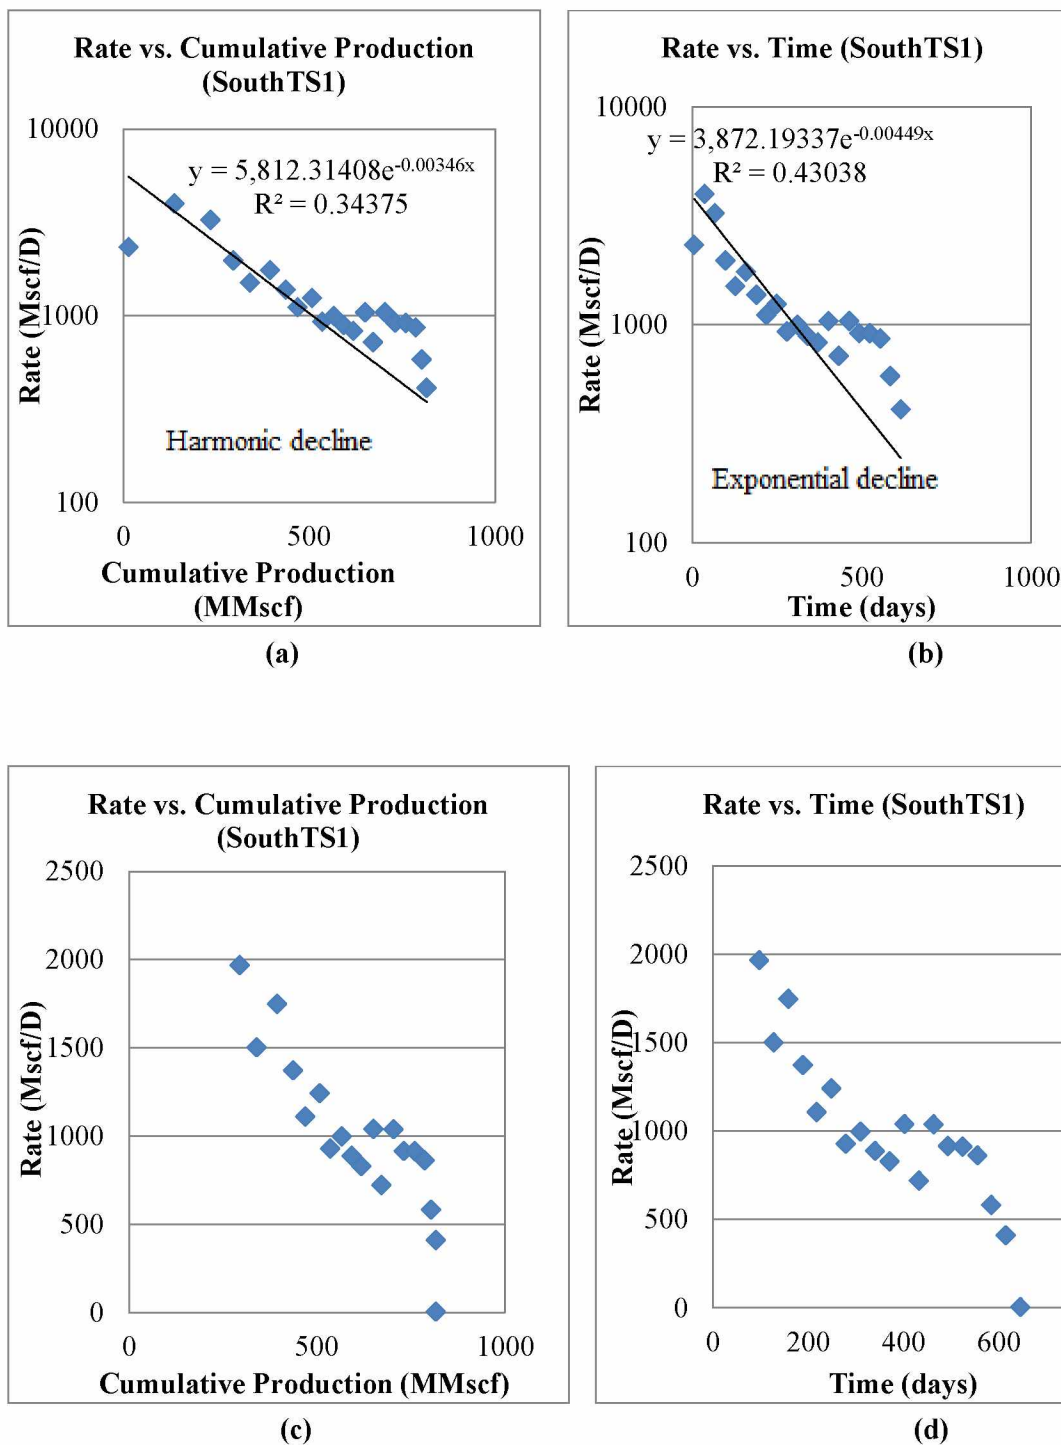 Rate vs. Cumulative Production
(SouthTS1)
10000
y = 5,812.31408e^-0.00346x
R² = 0.34375
Rate (Mscf/D)
1000
Harmonic decline
100
0
500
1000
Cumulative Production
(MMscf)
(a)
Rate vs. Time (SouthTS1)
10000
y = 3,872.19337e^-0.00449x
R² = 0.43038
Rate (Mscf/D)
1000
Exponential decline
100
0
500
1000
Time (days)
(b)
Rate vs. Cumulative Production
(SouthTS1)
2500
2000
Rate (Mscf/D)
1500
1000
500
0
0
500
1000
Cumulative Production (MMscf)
(c)
Rate vs. Time (SouthTS1)
2500
2000
Rate (Mscf/D)
1500
1000
500
0
0
200
400
600
Time (days)
(d)